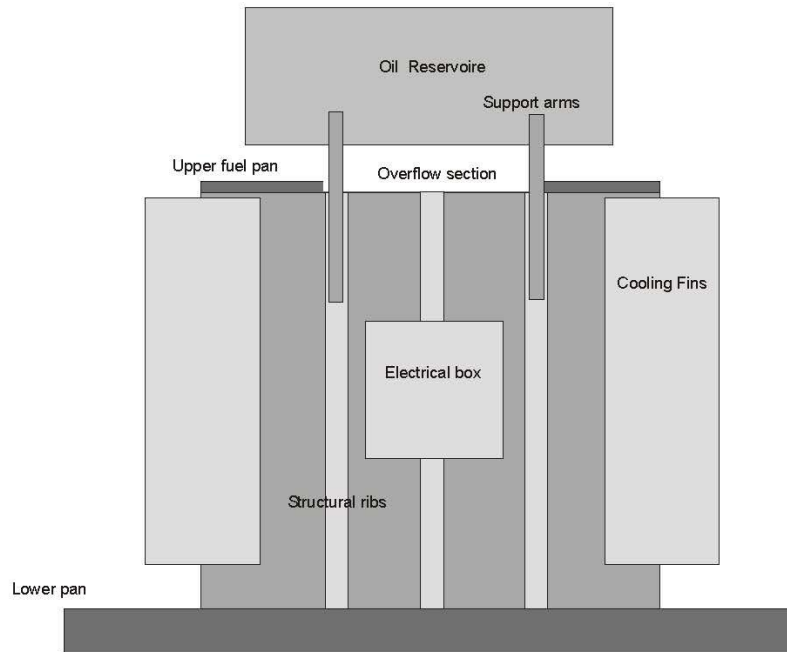 Oil Reservoire
Support arms
Upper fuel pan
Overflow section
Cooling Fins
Electrical box
Structural ribs
Lower pan